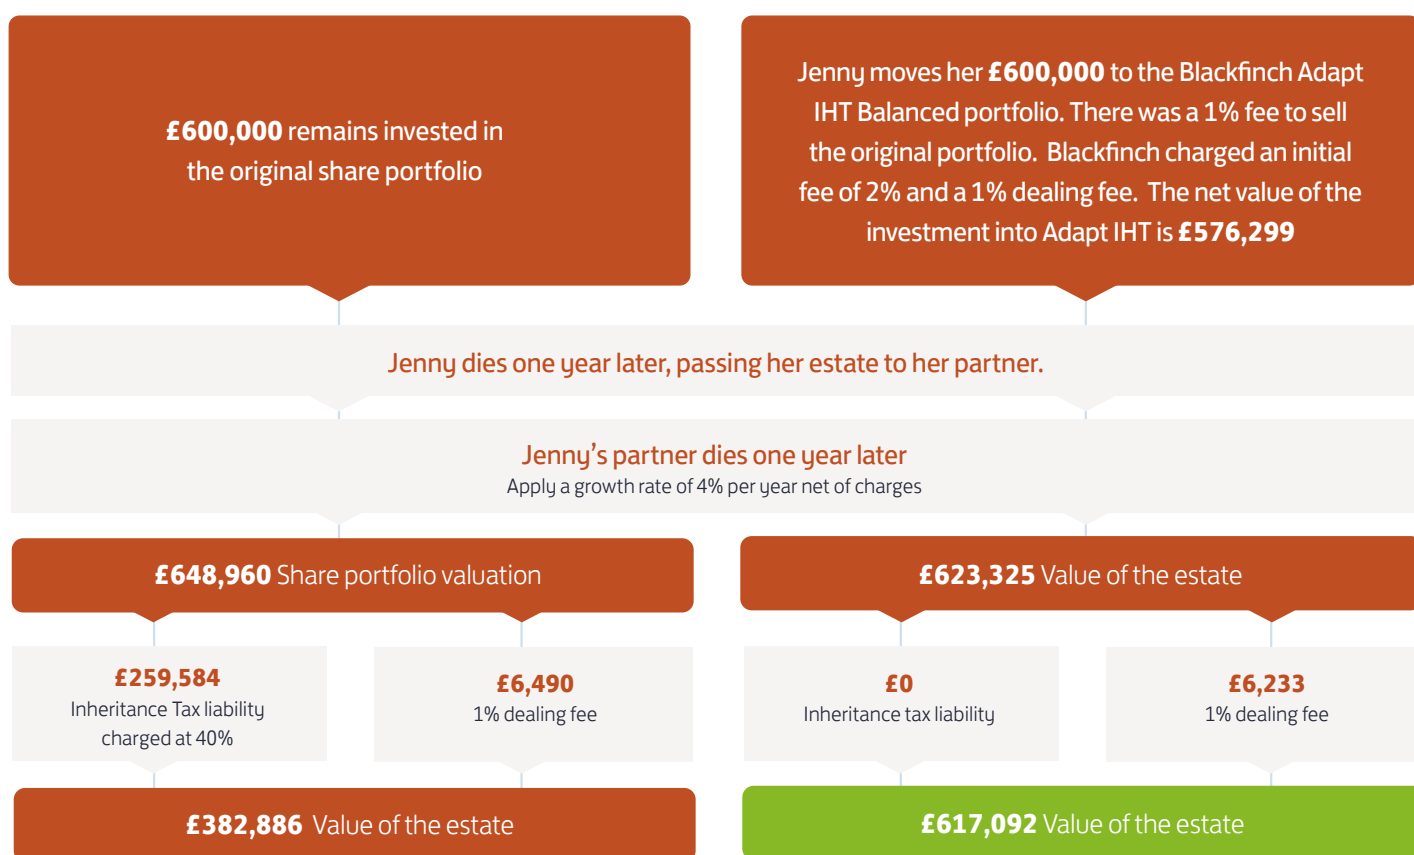 £600,000 remains invested in
the original share portfolio
Jenny moves her £600,000 to the Blackfinch Adapt
IHT Balanced portfolio. There was a 1% fee to sell
the original portfolio.  Blackfinch charged an initial
fee of 2% and a 1% dealing fee.  The net value of the
investment into Adapt IHT is £576,299
Jenny dies one year later, passing her estate to her partner.
Jenny’s partner dies one year later
Apply a growth rate of 4% per year net of charges
£648,960 Share portfolio valuation
£623,325 Value of the estate
£259,584
Inheritance Tax liability
charged at 40%
£6,490
1% dealing fee
£0
Inheritance tax liability
£6,233
1% dealing fee
£382,886 Value of the estate
£617,092 Value of the estate